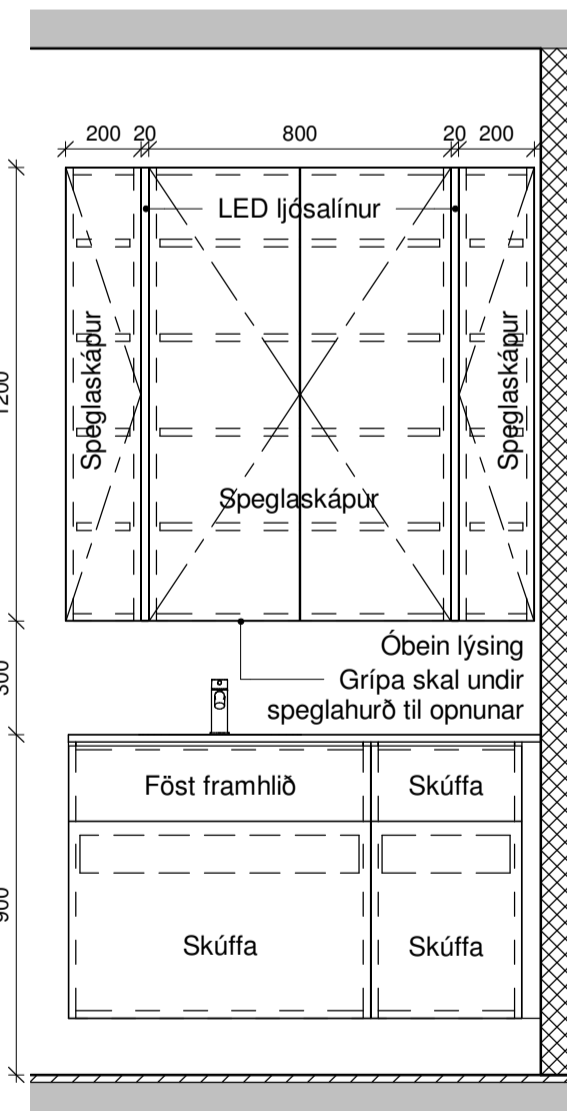 200 20 800 20 200
LED ljósalínur
1200
Speglaskápur
Speglaskápur
Speglaskápur
300
Óbein lýsing
Grípa skal undir
speglahurð til opnunar
Föst framhlið
Skúffa
900
Skúffa
Skúffa